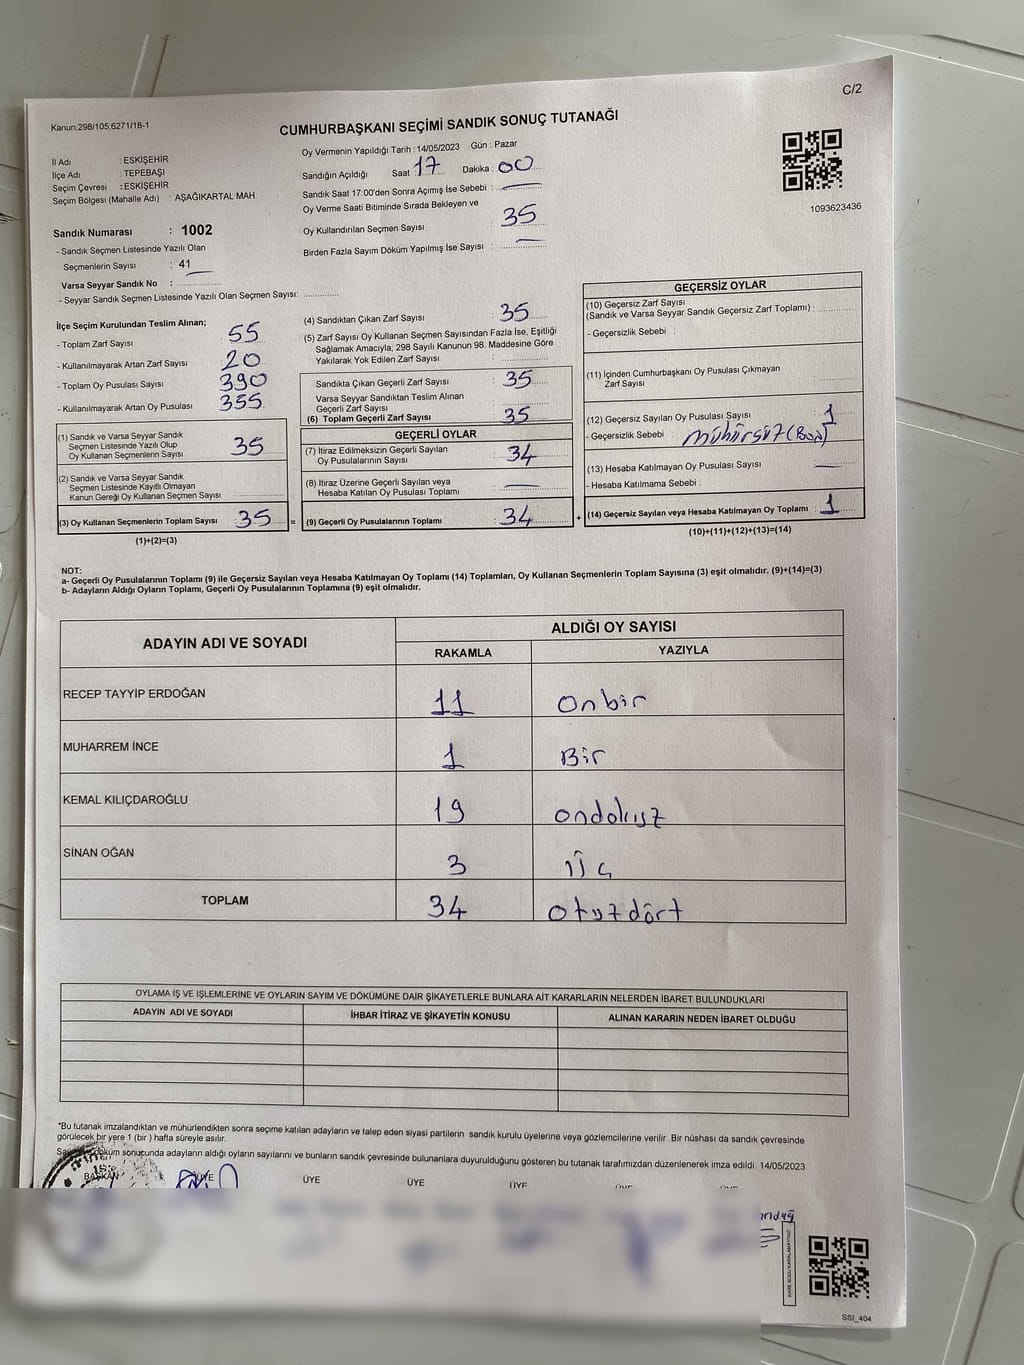 C/2
Kanun:298/105;6271/18-1
CUMHURBAŞKANI SEÇİMİ SANDIK SONUÇ TUTANAĞI
1093623436
İl Adı : ESKİŞEHİR
İlçe Adı : TEPEBAŞI
Seçim Çevresi : ESKİŞEHİR
Seçim Bölgesi (Mahalle Adı) : AŞAĞIKARTAL MAH
Sandık Numarası : 1002
- Sandık Seçmen Listesinde Yazılı Olan
Seçmenlerin Sayısı : 41
Varsa Seyyar Sandık No :
- Seyyar Sandık Seçmen Listesinde Yazılı Olan Seçmen Sayısı:
Oy Vermenin Yapıldığı Tarih : 14/05/2023 Gün : Pazar
Sandığın Açıldığı Saat : 17 Dakika : 00
Sandık Saat 17:00'den Sonra Açımış İse Sebebi :
Oy Verme Saati Bitiminde Sırada Bekleyen ve
Oy Kullandırılan Seçmen Sayısı : 35
Birden Fazla Sayım Döküm Yapılmış İse Sayısı :
İlçe Seçim Kurulundan Teslim Alınan;
- Toplam Zarf Sayısı : 55
- Kullanılmayarak Artan Zarf Sayısı : 20
- Toplam Oy Pusulası Sayısı : 390
- Kullanılmayarak Artan Oy Pusulası : 355
(1) Sandık ve Varsa Seyyar Sandık
Seçmen Listesinde Yazılı Olup
Oy Kullanan Seçmenlerin Sayısı : 35
(2) Sandık ve Varsa Seyyar Sandık
Seçmen Listesinde Kayıtlı Olmayan
Kanun Gereği Oy Kullanan Seçmen Sayısı
(3) Oy Kullanan Seçmenlerin Toplam Sayısı : 35 =
(1)+(2)=(3)
(4) Sandıktan Çıkan Zarf Sayısı : 35
(5) Zarf Sayısı Oy Kullanan Seçmen Sayısından Fazla İse, Eşitliği
Sağlamak Amacıyla; 298 Sayılı Kanunun 98. Maddesine Göre
Yakılarak Yok Edilen Zarf Sayısı :
Sandıkta Çıkan Geçerli Zarf Sayısı : 35
Varsa Seyyar Sandıktan Teslim Alınan
Geçerli Zarf Sayısı :
(6) Toplam Geçerli Zarf Sayısı : 35
GEÇERLİ OYLAR
(7) İtiraz Edilmeksizin Geçerli Sayılan
Oy Pusulalarının Sayısı : 34
(8) İtiraz Üzerine Geçerli Sayılan veya
Hesaba Katılan Oy Pusulası Toplamı :
(9) Geçerli Oy Pusulalarının Toplamı : 34 +
GEÇERSİZ OYLAR
(10) Geçersiz Zarf Sayısı
(Sandık ve Varsa Seyyar Sandık Geçersiz Zarf Toplamı) :
- Geçersizlik Sebebi :
(11) İçinden Cumhurbaşkanı Oy Pusulası Çıkmayan
Zarf Sayısı :
(12) Geçersiz Sayılan Oy Pusulası Sayısı : 1
- Geçersizlik Sebebi : mühürsüz (Boş)
(13) Hesaba Katılmayan Oy Pusulası Sayısı :
- Hesaba Katılmama Sebebi :
(14) Geçersiz Sayılan veya Hesaba Katılmayan Oy Toplamı : 1
(10)+(11)+(12)+(13)=(14)
NOT:
a- Geçerli Oy Pusulalarının Toplamı (9) ile Geçersiz Sayılan veya Hesaba Katılmayan Oy Toplamı (14) Toplamları, Oy Kullanan Seçmenlerin Toplam Sayısına (3) eşit olmalıdır. (9)+(14)=(3)
b- Adayların Aldığı Oyların Toplamı, Geçerli Oy Pusulalarının Toplamına (9) eşit olmalıdır.
ADAYIN ADI VE SOYADI
ALDIĞI OY SAYISI
RAKAMLA YAZIYLA
RECEP TAYYİP ERDOĞAN 11 Onbir
MUHARREM İNCE 1 Bir
KEMAL KILIÇDAROĞLU 19 ondokuz
SİNAN OĞAN 3 üç
TOPLAM 34 otuzdört
OYLAMA İŞ VE İŞLEMLERİNE VE OYLARIN SAYIM VE DÖKÜMÜNE DAİR ŞİKAYETLERLE BUNLARA AİT KARARLARIN NELERDEN İBARET BULUNDUKLARI
ADAYIN ADI VE SOYADI İHBAR İTİRAZ VE ŞİKAYETİN KONUSU ALINAN KARARIN NEDEN İBARET OLDUĞU
*Bu tutanak imzalandıktan ve mühürlendikten sonra seçime katılan adayların ve talep eden siyasi partilerin sandık kurulu üyelerine veya gözlemcilerine verilir .Bir nüshası da sandık çevresinde
görülecek bir yere 1 (bir ) hafta süreyle asılır.
döküm sonucunda adayların aldığı oyların sayılarını ve bunların sandık çevresinde bulunanlara duyurulduğunu gösteren bu tutanak tarafımızdan düzenlenerek imza edildi. 14/05/2023
BAŞKAN ÜYE ÜYE ÜYE ÜYE ÜYE ÜYE
SSI_404